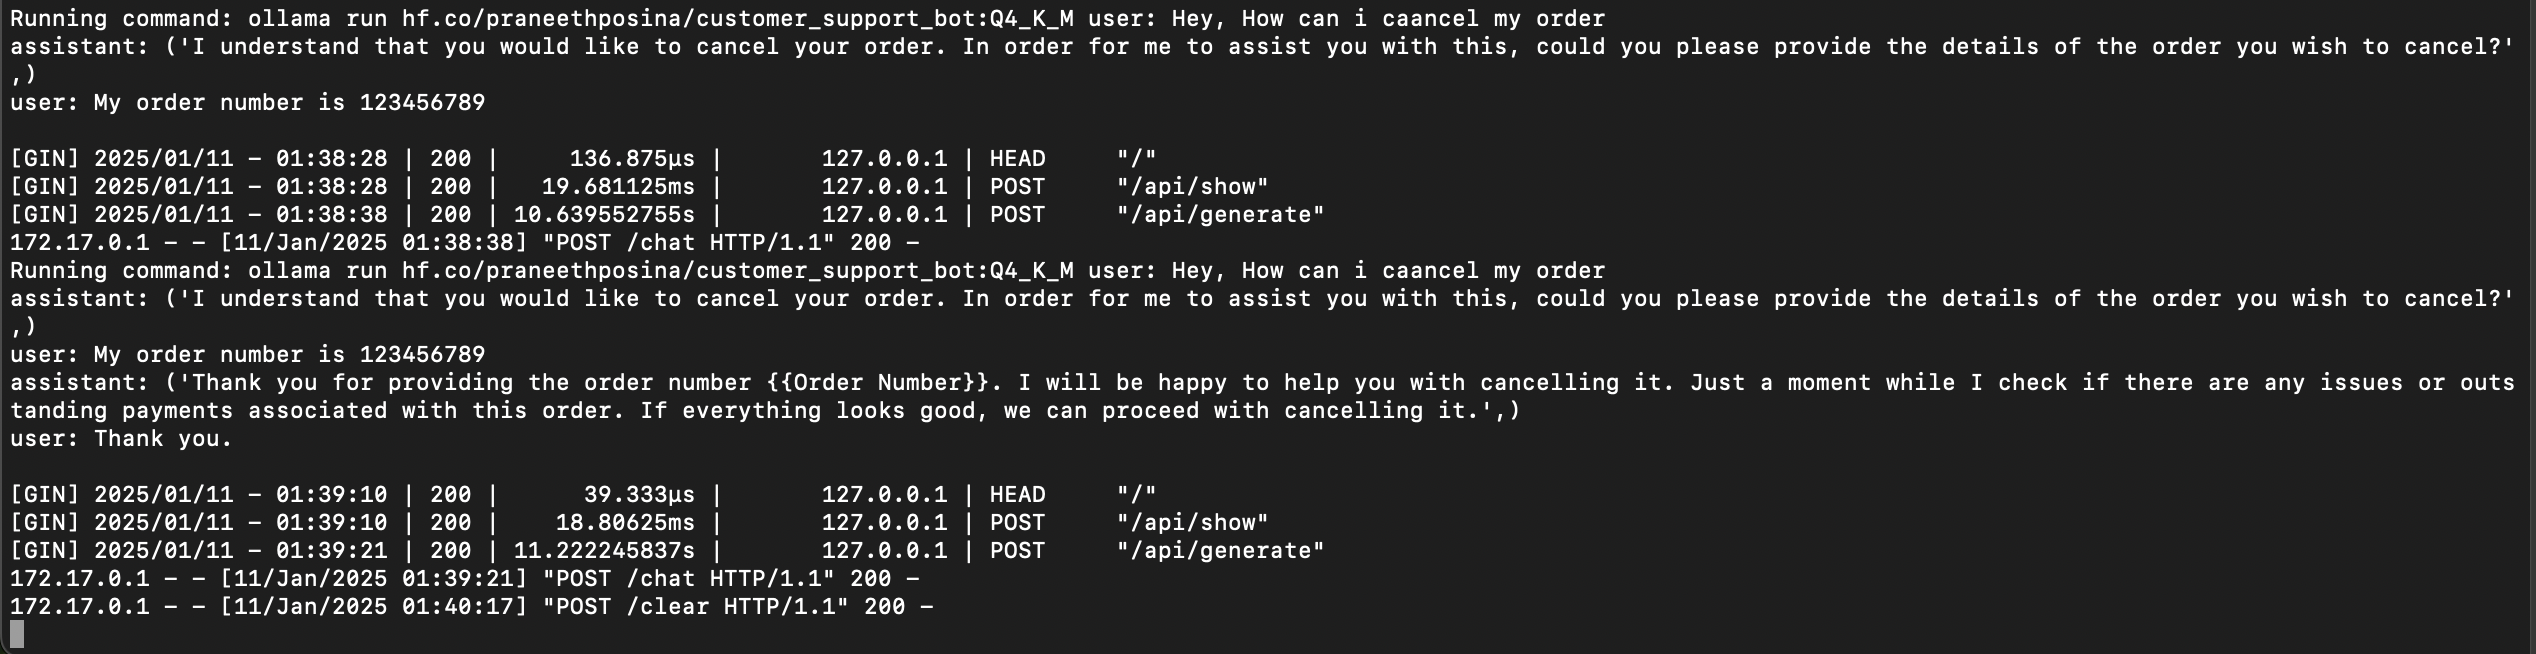 Running command: ollama run hf.co/praneethposina/customer_support_bot:Q4_K_M user: Hey, How can i caancel my order
assistant: ('I understand that you would like to cancel your order. In order for me to assist you with this, could you please provide the details of the order you wish to cancel?'
,)
user: My order number is 123456789
[GIN] 2025/01/11 - 01:38:28 | 200 |     136.875µs |       127.0.0.1 | HEAD     "/"
[GIN] 2025/01/11 - 01:38:28 | 200 |   19.681125ms |       127.0.0.1 | POST     "/api/show"
[GIN] 2025/01/11 - 01:38:38 | 200 | 10.639552755s |       127.0.0.1 | POST     "/api/generate"
172.17.0.1 - - [11/Jan/2025 01:38:38] "POST /chat HTTP/1.1" 200 -
Running command: ollama run hf.co/praneethposina/customer_support_bot:Q4_K_M user: Hey, How can i caancel my order
assistant: ('I understand that you would like to cancel your order. In order for me to assist you with this, could you please provide the details of the order you wish to cancel?'
,)
user: My order number is 123456789
assistant: ('Thank you for providing the order number {{Order Number}}. I will be happy to help you with cancelling it. Just a moment while I check if there are any issues or outs
tanding payments associated with this order. If everything looks good, we can proceed with cancelling it.',)
user: Thank you.
[GIN] 2025/01/11 - 01:39:10 | 200 |      39.333µs |       127.0.0.1 | HEAD     "/"
[GIN] 2025/01/11 - 01:39:10 | 200 |    18.80625ms |       127.0.0.1 | POST     "/api/show"
[GIN] 2025/01/11 - 01:39:21 | 200 | 11.222245837s |       127.0.0.1 | POST     "/api/generate"
172.17.0.1 - - [11/Jan/2025 01:39:21] "POST /chat HTTP/1.1" 200 -
172.17.0.1 - - [11/Jan/2025 01:40:17] "POST /clear HTTP/1.1" 200 -